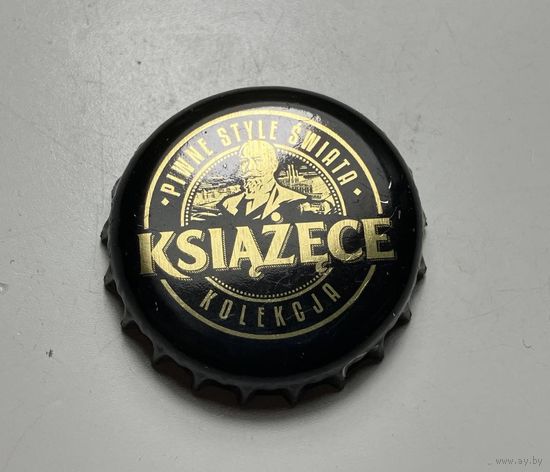 • PIWNE STYLE ŚWIATA •
KSIĄŻĘCE
KOLEKCJA
www.ay.by